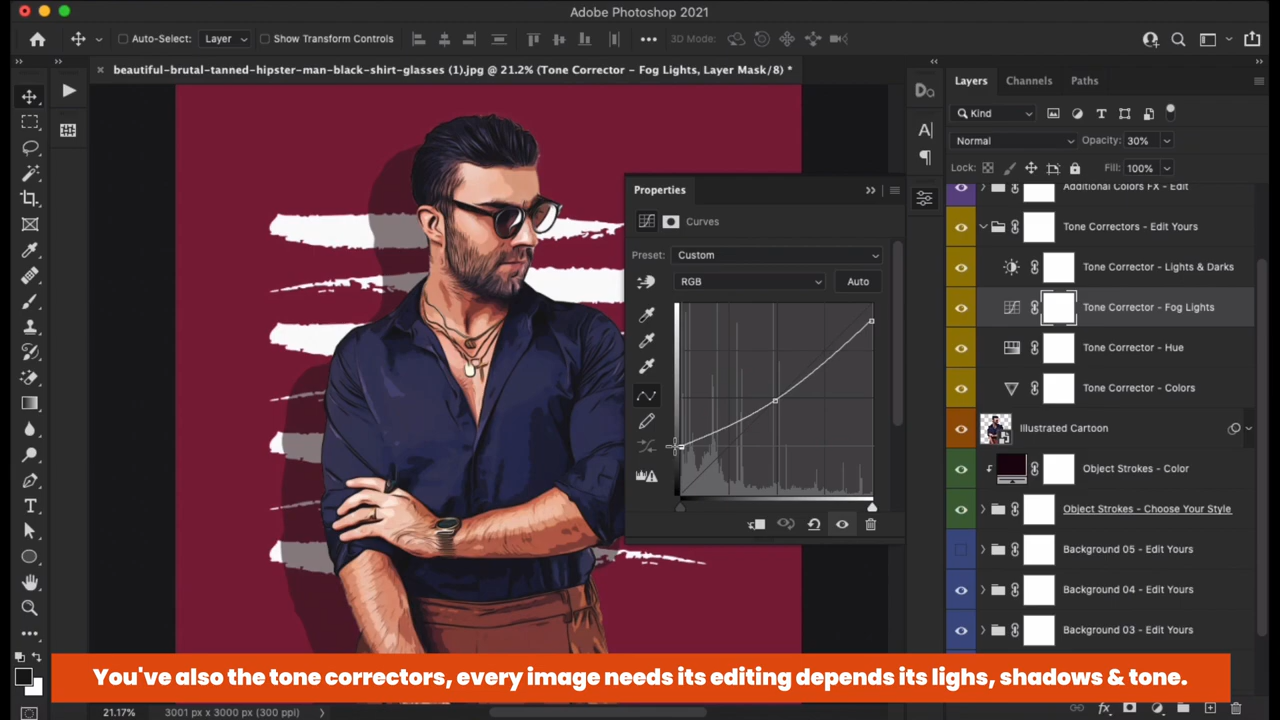 Adobe Photoshop 2021
Auto-Select: Layer Show Transform Controls 3D Mode:
beautiful-brutal-tanned-hipster-man-black-shirt-glasses (1).jpg @ 21.2% (Tone Corrector - Fog Lights, Layer Mask/8) *
Layers Channels Paths
Kind
Normal Opacity: 30%
Lock: Fill: 100%
Additional Colors FX - Edit
Tone Correctors - Edit Yours
Tone Corrector - Lights & Darks
Tone Corrector - Fog Lights
Tone Corrector - Hue
Tone Corrector - Colors
Illustrated Cartoon
Object Strokes - Color
Object Strokes - Choose Your Style
Background 05 - Edit Yours
Background 04 - Edit Yours
Background 03 - Edit Yours
Properties
Curves
Preset: Custom
RGB Auto
You've also the tone correctors, every image needs its editing depends its lighs, shadows & tone.
21.17% 3001 px x 3000 px (300 ppi)